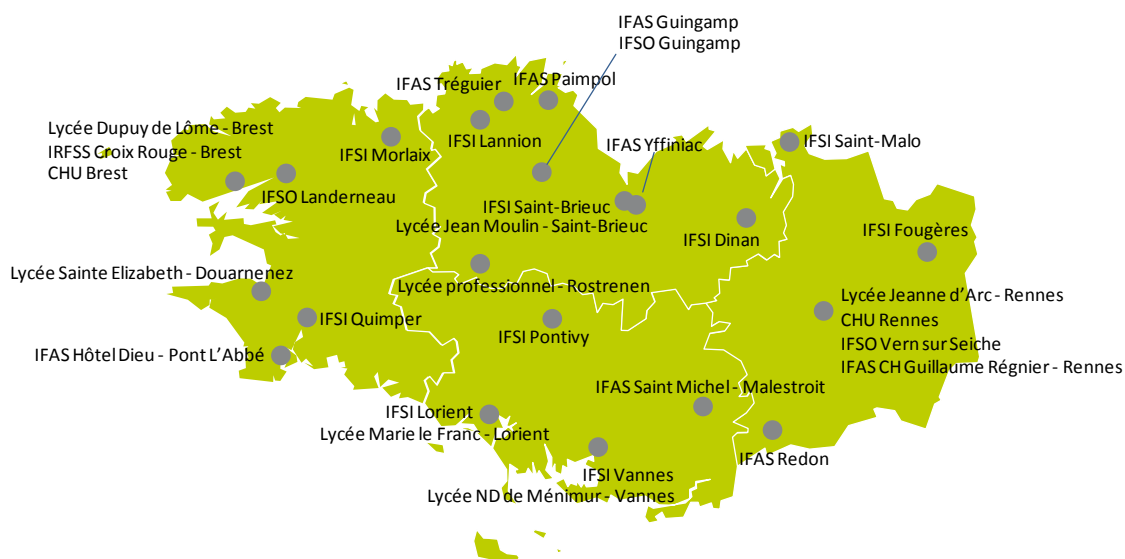 IFAS Guingamp
IFSO Guingamp
IFAS Tréguier
IFAS Paimpol
Lycée Dupuy de Lôme - Brest
IRFSS Croix Rouge - Brest
CHU Brest
IFSI Morlaix
IFSI Lannion
IFAS Yffiniac
IFSI Saint-Malo
IFSO Landerneau
IFSI Saint-Brieuc
Lycée Jean Moulin - Saint-Brieuc
IFSI Dinan
IFSI Fougères
Lycée Sainte Elizabeth - Douarnenez
Lycée professionnel - Rostrenen
Lycée Jeanne d’Arc - Rennes
CHU Rennes
IFSO Vern sur Seiche
IFAS CH Guillaume Régnier - Rennes
IFSI Quimper
IFSI Pontivy
IFAS Hôtel Dieu - Pont L’Abbé
IFAS Saint Michel - Malestroit
IFSI Lorient
Lycée Marie le Franc - Lorient
IFAS Redon
IFSI Vannes
Lycée ND de Ménimur - Vannes